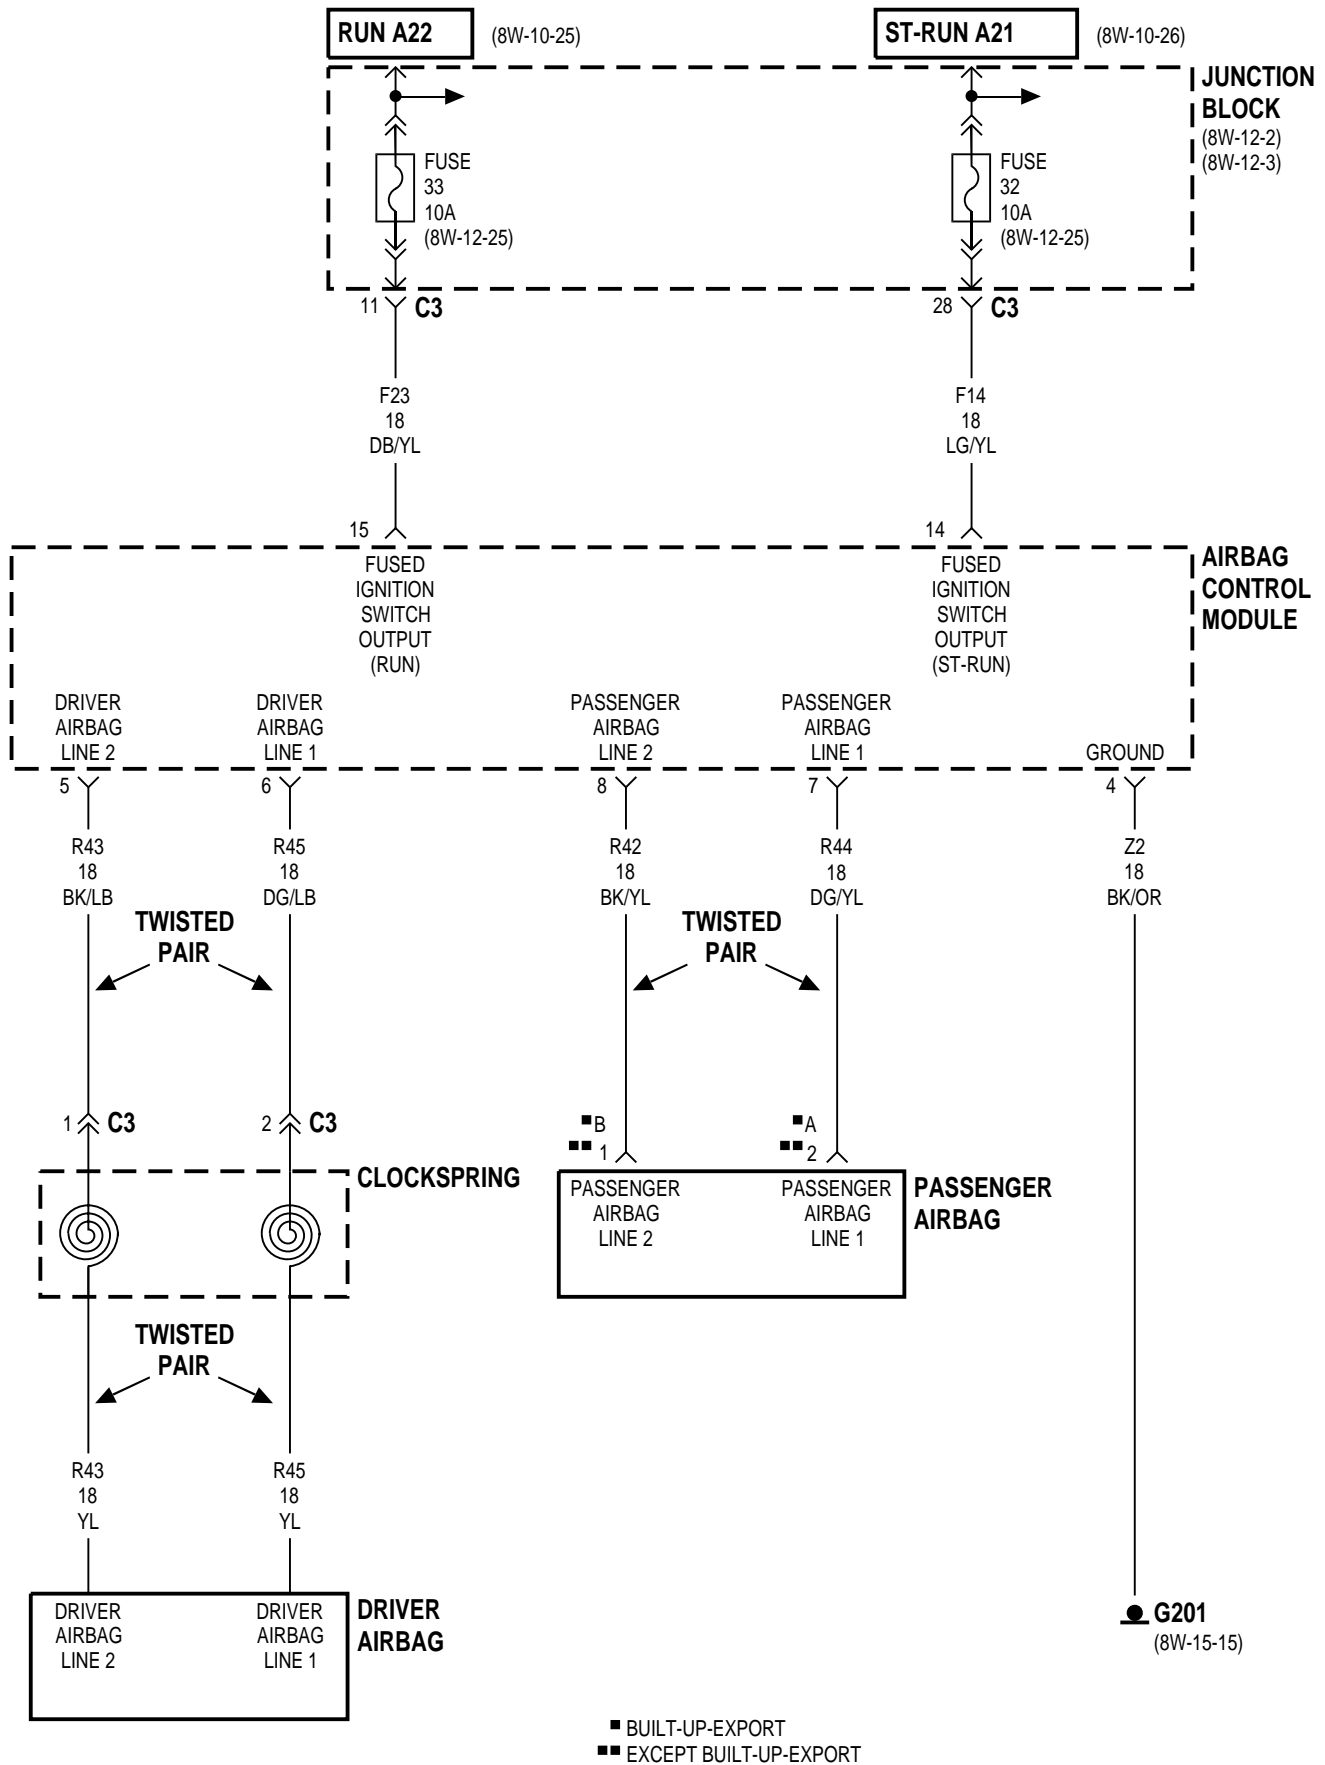 RUN A22
(8W-10-25)
ST-RUN A21
(8W-10-26)
JUNCTION
BLOCK
(8W-12-2)
(8W-12-3)
FUSE
33
10A
(8W-12-25)
FUSE
32
10A
(8W-12-25)
11
C3
28
C3
F23
18
DB/YL
F14
18
LG/YL
15
14
FUSED
IGNITION
SWITCH
OUTPUT
(RUN)
FUSED
IGNITION
SWITCH
OUTPUT
(ST-RUN)
AIRBAG
CONTROL
MODULE
DRIVER
AIRBAG
LINE 2
DRIVER
AIRBAG
LINE 1
PASSENGER
AIRBAG
LINE 2
PASSENGER
AIRBAG
LINE 1
GROUND
5
6
8
7
4
R43
18
BK/LB
R45
18
DG/LB
R42
18
BK/YL
R44
18
DG/YL
Z2
18
BK/OR
TWISTED
PAIR
TWISTED
PAIR
1
C3
2
C3
B
1
A
2
CLOCKSPRING
PASSENGER
AIRBAG
LINE 2
PASSENGER
AIRBAG
LINE 1
PASSENGER
AIRBAG
TWISTED
PAIR
R43
18
YL
R45
18
YL
DRIVER
AIRBAG
LINE 2
DRIVER
AIRBAG
LINE 1
DRIVER
AIRBAG
G201
(8W-15-15)
▪ BUILT-UP-EXPORT
▪▪ EXCEPT BUILT-UP-EXPORT